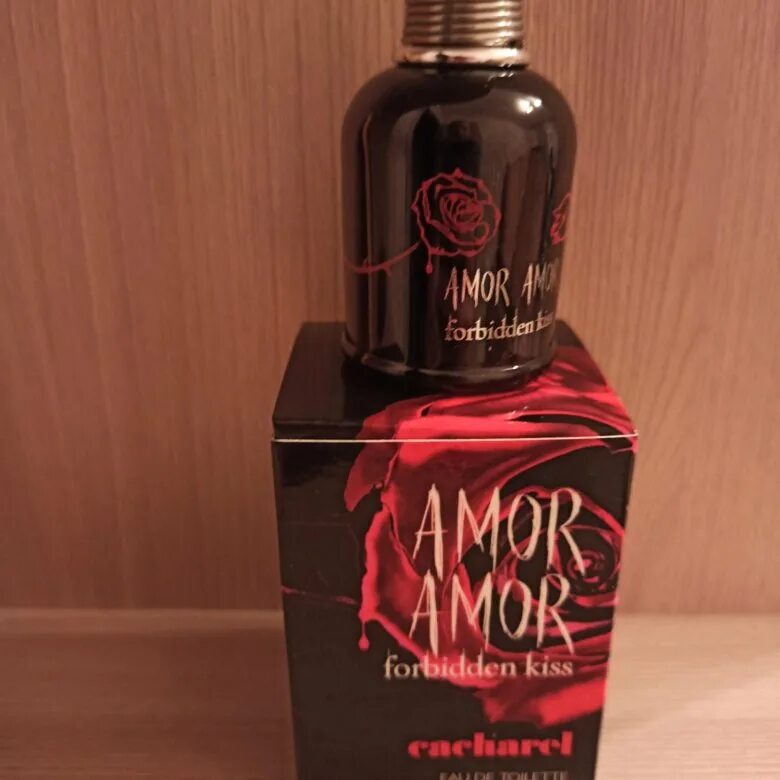 AMOR AMOR
forbidden kiss
AMOR
AMOR
forbidden kiss
cacharel
EAU DE TOILETTE